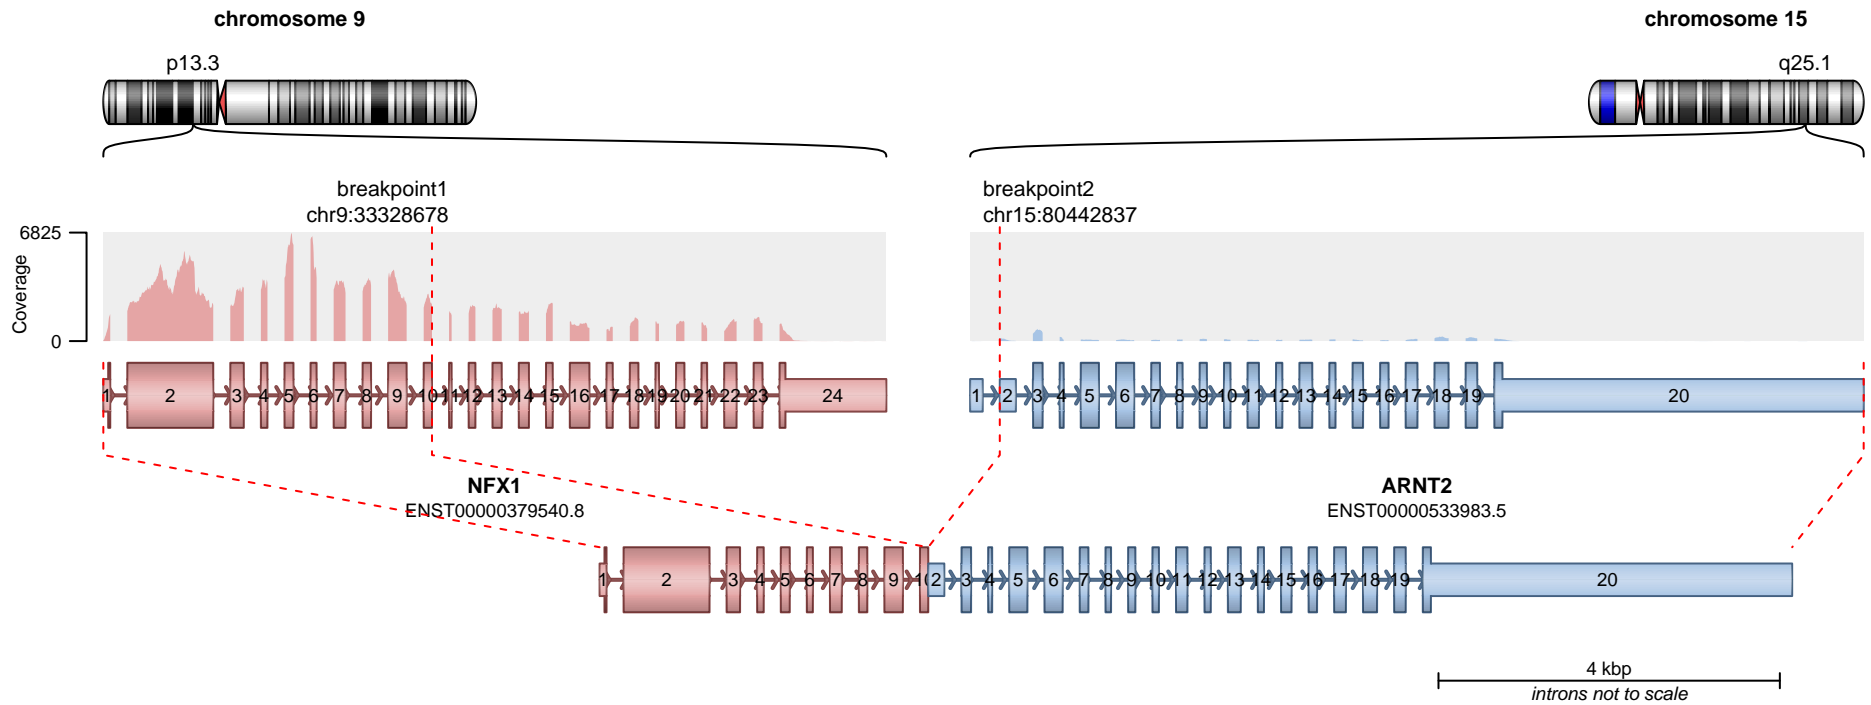 chromosome 9
chromosome 15
p13.3
q25.1
breakpoint1
chr9:33328678
breakpoint2
chr15:80442837
6825
Coverage
0
1 2 3 4 5 6 7 8 9 10 11 12 13 14 15 16 17 18 19 20 21 22 23 24
1 2 3 4 5 6 7 8 9 10 11 12 13 14 15 16 17 18 19 20
NFX1
ENST00000379540.8
ARNT2
ENST00000533983.5
1 2 3 4 5 6 7 8 9 10 2 3 4 5 6 7 8 9 10 11 12 13 14 15 16 17 18 19 20
4 kbp
introns not to scale